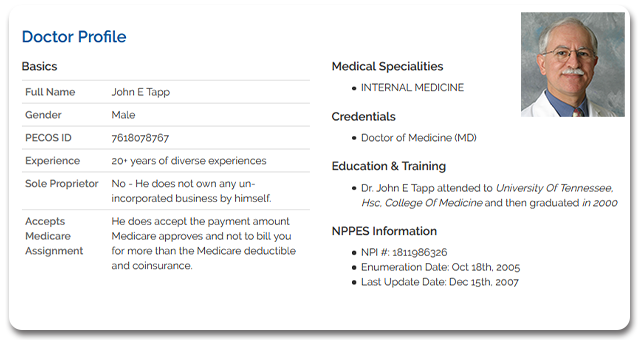 Doctor Profile
Basics
Full Name John E Tapp
Gender Male
PECOS ID 7618078767
Experience 20+ years of diverse experiences
Sole Proprietor No - He does not own any un-
incorporated business by himself.
Accepts He does accept the payment amount
Medicare Medicare approves and not to bill you
Assignment for more than the Medicare deductible
and coinsurance.
Medical Specialities
INTERNAL MEDICINE
Credentials
Doctor of Medicine (MD)
Education & Training
Dr. John E Tapp attended to University Of Tennessee,
Hsc, College Of Medicine and then graduated in 2000
NPPES Information
NPI #: 1811986326
Enumeration Date: Oct 18th, 2005
Last Update Date: Dec 15th, 2007